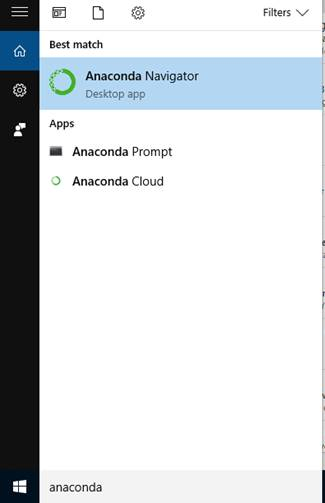 Filters
Best match
Anaconda Navigator
Desktop app
Apps
Anaconda Prompt
Anaconda Cloud
anaconda